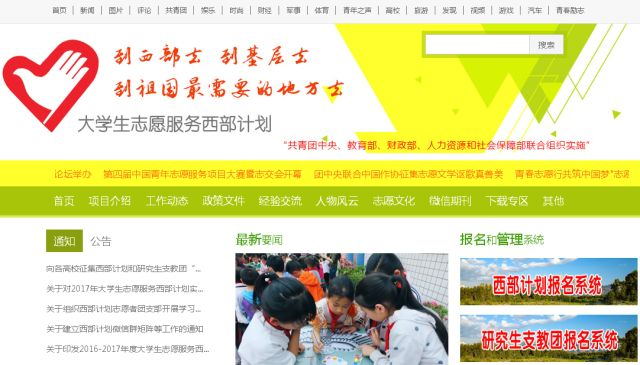 首页 | 新闻 | 图片 | 评论 | 共青团 | 娱乐 | 时尚 | 财经 | 军事 | 体育 | 青年之声 | 高校 | 旅游 | 发现 | 视频 | 游戏 | 汽车 | 青春励志
到西部去 到基层去
到祖国最需要的地方去
大学生志愿服务西部计划
搜索
“共青团中央、教育部、财政部、人力资源和社会保障部联合组织实施”
论坛举办 第四届中国青年志愿服务项目大赛暨志交会开幕 团中央联合中国作协征集志愿文学讴歌真善美 青春志愿行共筑中国梦"志愿
首页 项目介绍 工作动态 政策文件 经验交流 人物风云 志愿文化 微信期刊 下载专区 其他
通知 公告
向各高校征集西部计划和研究生支教团“...
关于对2017年大学生志愿服务西部计划实...
关于组织西部计划志愿者团支部开展学习...
关于建立西部计划微信群矩阵等工作的通知
关于印发2016-2017年度大学生志愿服务西...
最新要闻
报名和管理系统
西部计划报名系统
研究生支教团报名系统